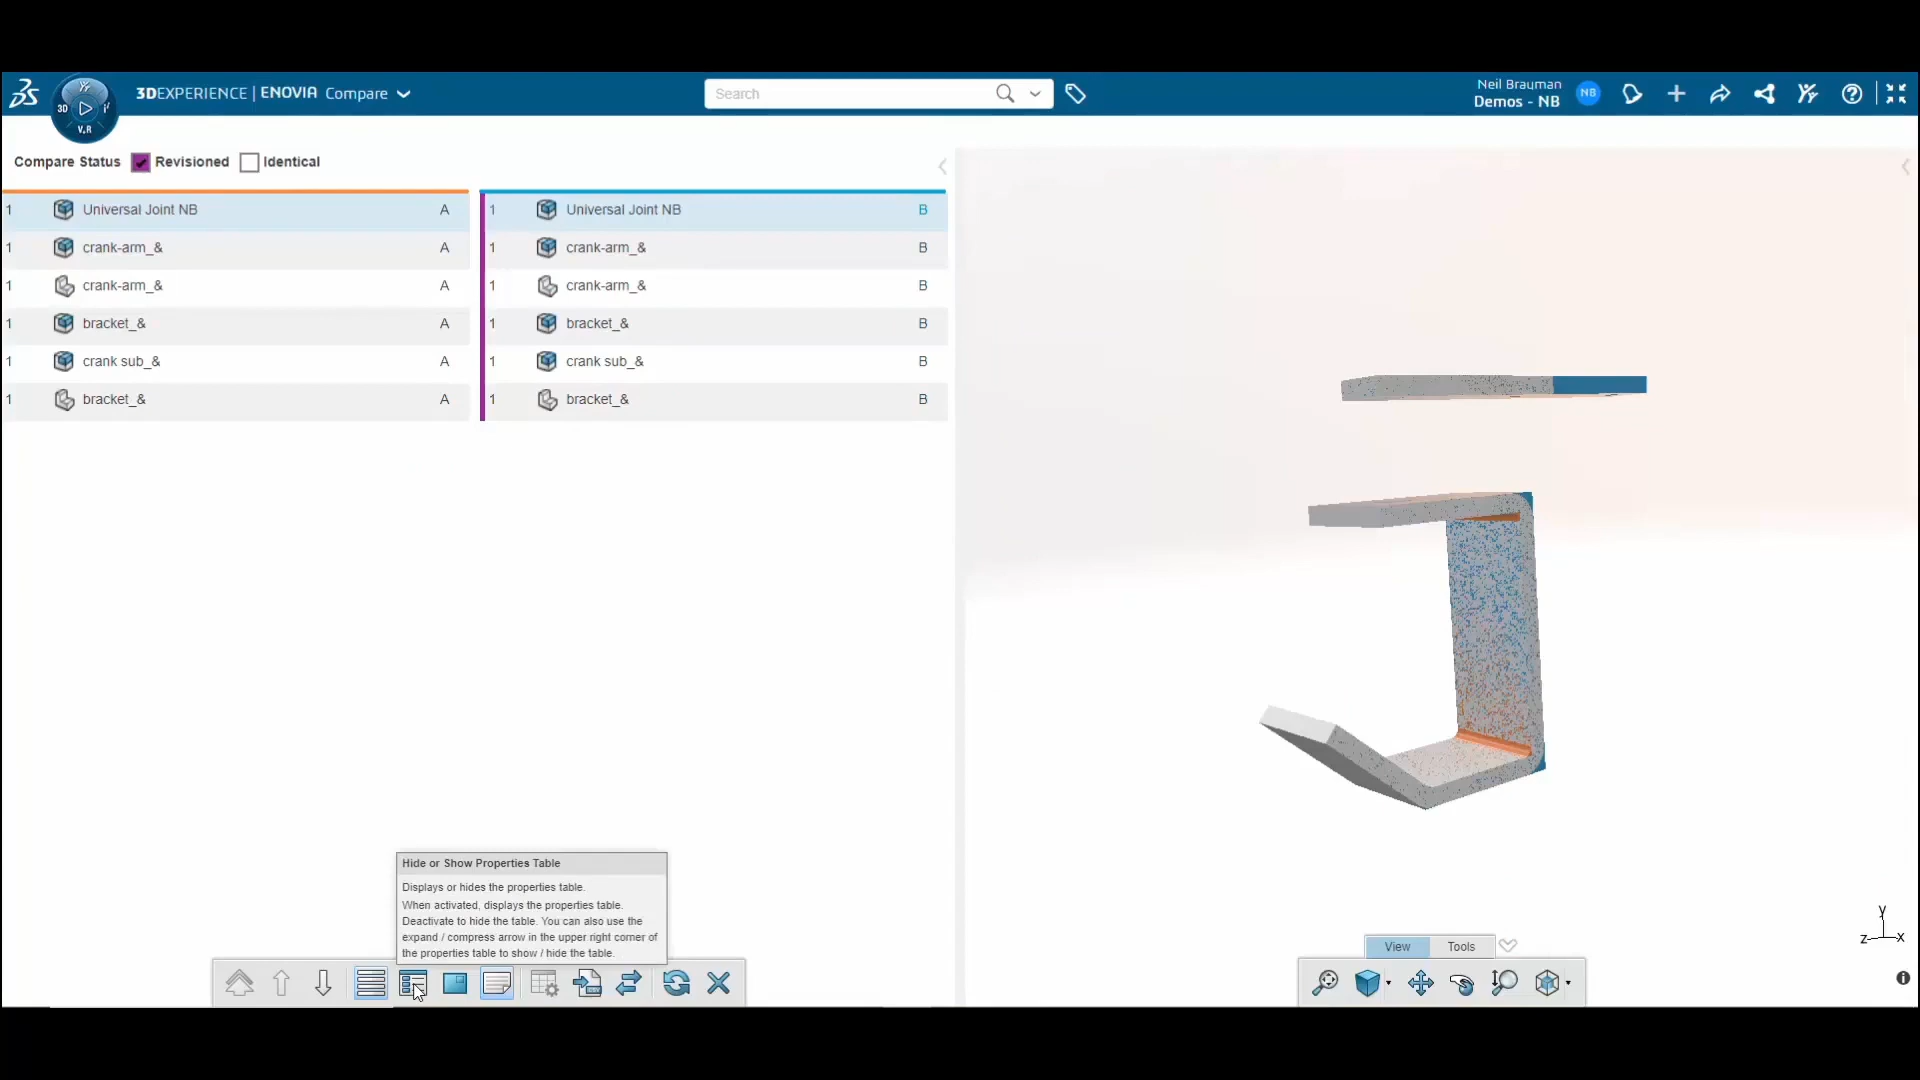 3DEXPERIENCE | ENOVIA Compare
Search
Neil Brauman
Demos - NB
NB
3D
V.R
Compare Status Revisioned Identical
1 Universal Joint NB A 1 Universal Joint NB B
1 crank-arm_& A 1 crank-arm_& B
1 crank-arm_& A 1 crank-arm_& B
1 bracket_& A 1 bracket_& B
1 crank sub_& A 1 crank sub_& B
1 bracket_& A 1 bracket_& B
Hide or Show Properties Table
Displays or hides the properties table.
When activated, displays the properties table.
Deactivate to hide the table. You can also use the
expand / compress arrow in the upper right corner of
the properties table to show / hide the table.
View Tools
y
z x